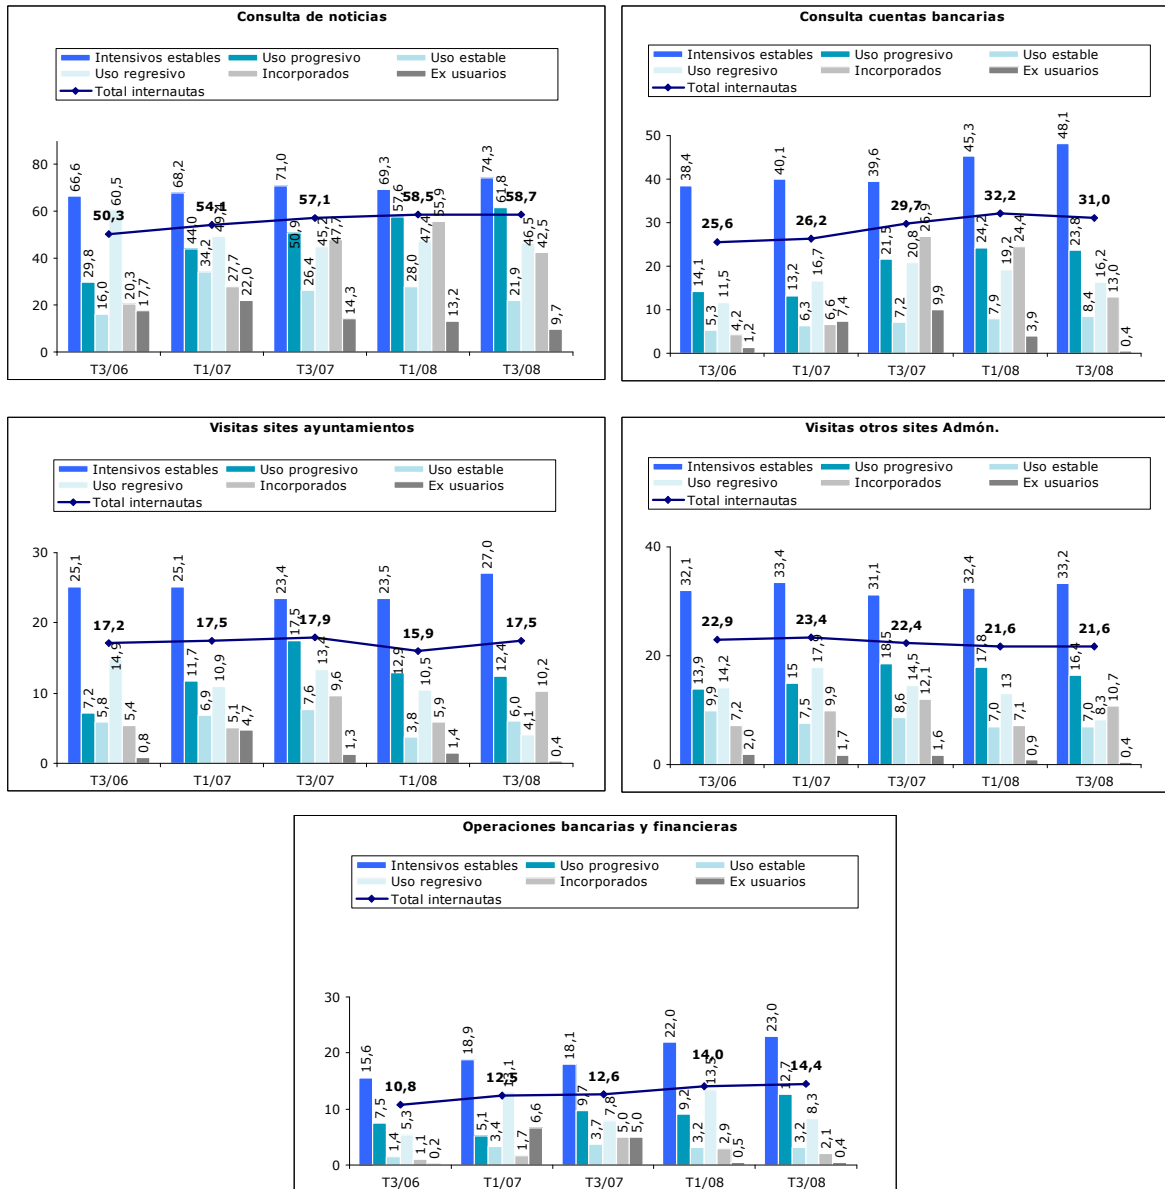 Consulta de noticias
Intensivos estables Uso progresivo Uso estable
Uso regresivo Incorporados Ex usuarios
Total internautas
80
60
40
20
0
66,6 29,8 16,0 60,5 20,3 17,7
68,2 44,0 34,2 49,4 27,7 22,0
71,0 50,9 26,4 45,2 47,7 14,3
69,3 57,6 28,0 47,4 55,9 13,2
74,3 61,8 21,9 46,5 42,5 9,7
50,3 54,1 57,1 58,5 58,7
T3/06 T1/07 T3/07 T1/08 T3/08
Consulta cuentas bancarias
Intensivos estables Uso progresivo Uso estable
Uso regresivo Incorporados Ex usuarios
Total internautas
50
40
30
20
10
0
38,4 14,1 5,3 11,5 4,2 1,2
40,1 13,2 6,3 16,7 6,6 7,4
39,6 21,5 7,2 20,8 26,9 9,9
45,3 24,2 7,9 19,2 24,4 3,9
48,1 23,8 8,4 16,2 13,0 0,4
25,6 26,2 29,7 32,2 31,0
T3/06 T1/07 T3/07 T1/08 T3/08
Visitas sites ayuntamientos
Intensivos estables Uso progresivo Uso estable
Uso regresivo Incorporados Ex usuarios
Total internautas
30
20
10
0
25,1 7,2 5,8 14,9 5,4 0,8
25,1 11,7 6,9 10,9 5,1 4,7
23,4 17,5 7,6 13,4 9,6 1,3
23,5 12,9 3,8 10,5 5,9 1,4
27,0 12,4 6,0 4,1 10,2 0,4
17,2 17,5 17,9 15,9 17,5
T3/06 T1/07 T3/07 T1/08 T3/08
Visitas otros sites Admón.
Intensivos estables Uso progresivo Uso estable
Uso regresivo Incorporados Ex usuarios
Total internautas
40
20
0
32,1 13,9 9,9 14,2 7,2 2,0
33,4 15 7,5 17,9 9,9 1,7
31,1 18,5 8,6 14,5 12,1 1,6
32,4 17,8 7,0 13 7,1 0,9
33,2 16,4 7,0 8,3 10,7 0,4
22,9 23,4 22,4 21,6 21,6
T3/06 T1/07 T3/07 T1/08 T3/08
Operaciones bancarias y financieras
Intensivos estables Uso progresivo Uso estable
Uso regresivo Incorporados Ex usuarios
Total internautas
30
20
10
0
15,6 7,5 1,4 5,3 1,1 0,2
18,9 5,1 3,4 13,1 1,7 6,6
18,1 9,7 3,7 7,8 5,0 5,0
22,0 9,2 3,2 13,5 2,9 0,5
23,0 12,7 3,2 8,3 2,1 0,4
10,8 12,5 12,6 14,0 14,4
T3/06 T1/07 T3/07 T1/08 T3/08